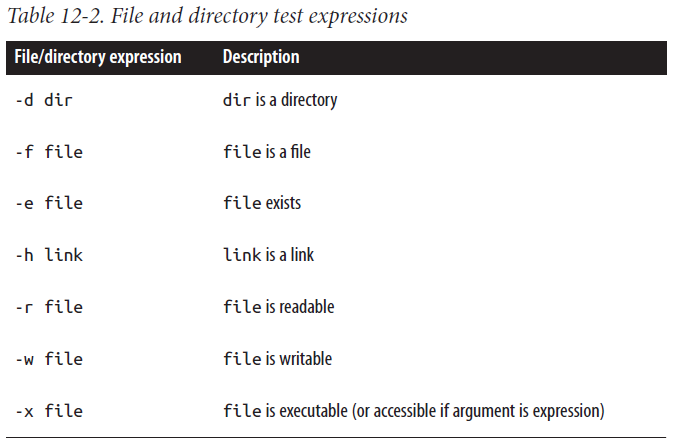 Table 12-2. File and directory test expressions
File/directory expression Description
-d dir dir is a directory
-f file file is a file
-e file file exists
-h link link is a link
-r file file is readable
-w file file is writable
-x file file is executable (or accessible if argument is expression)